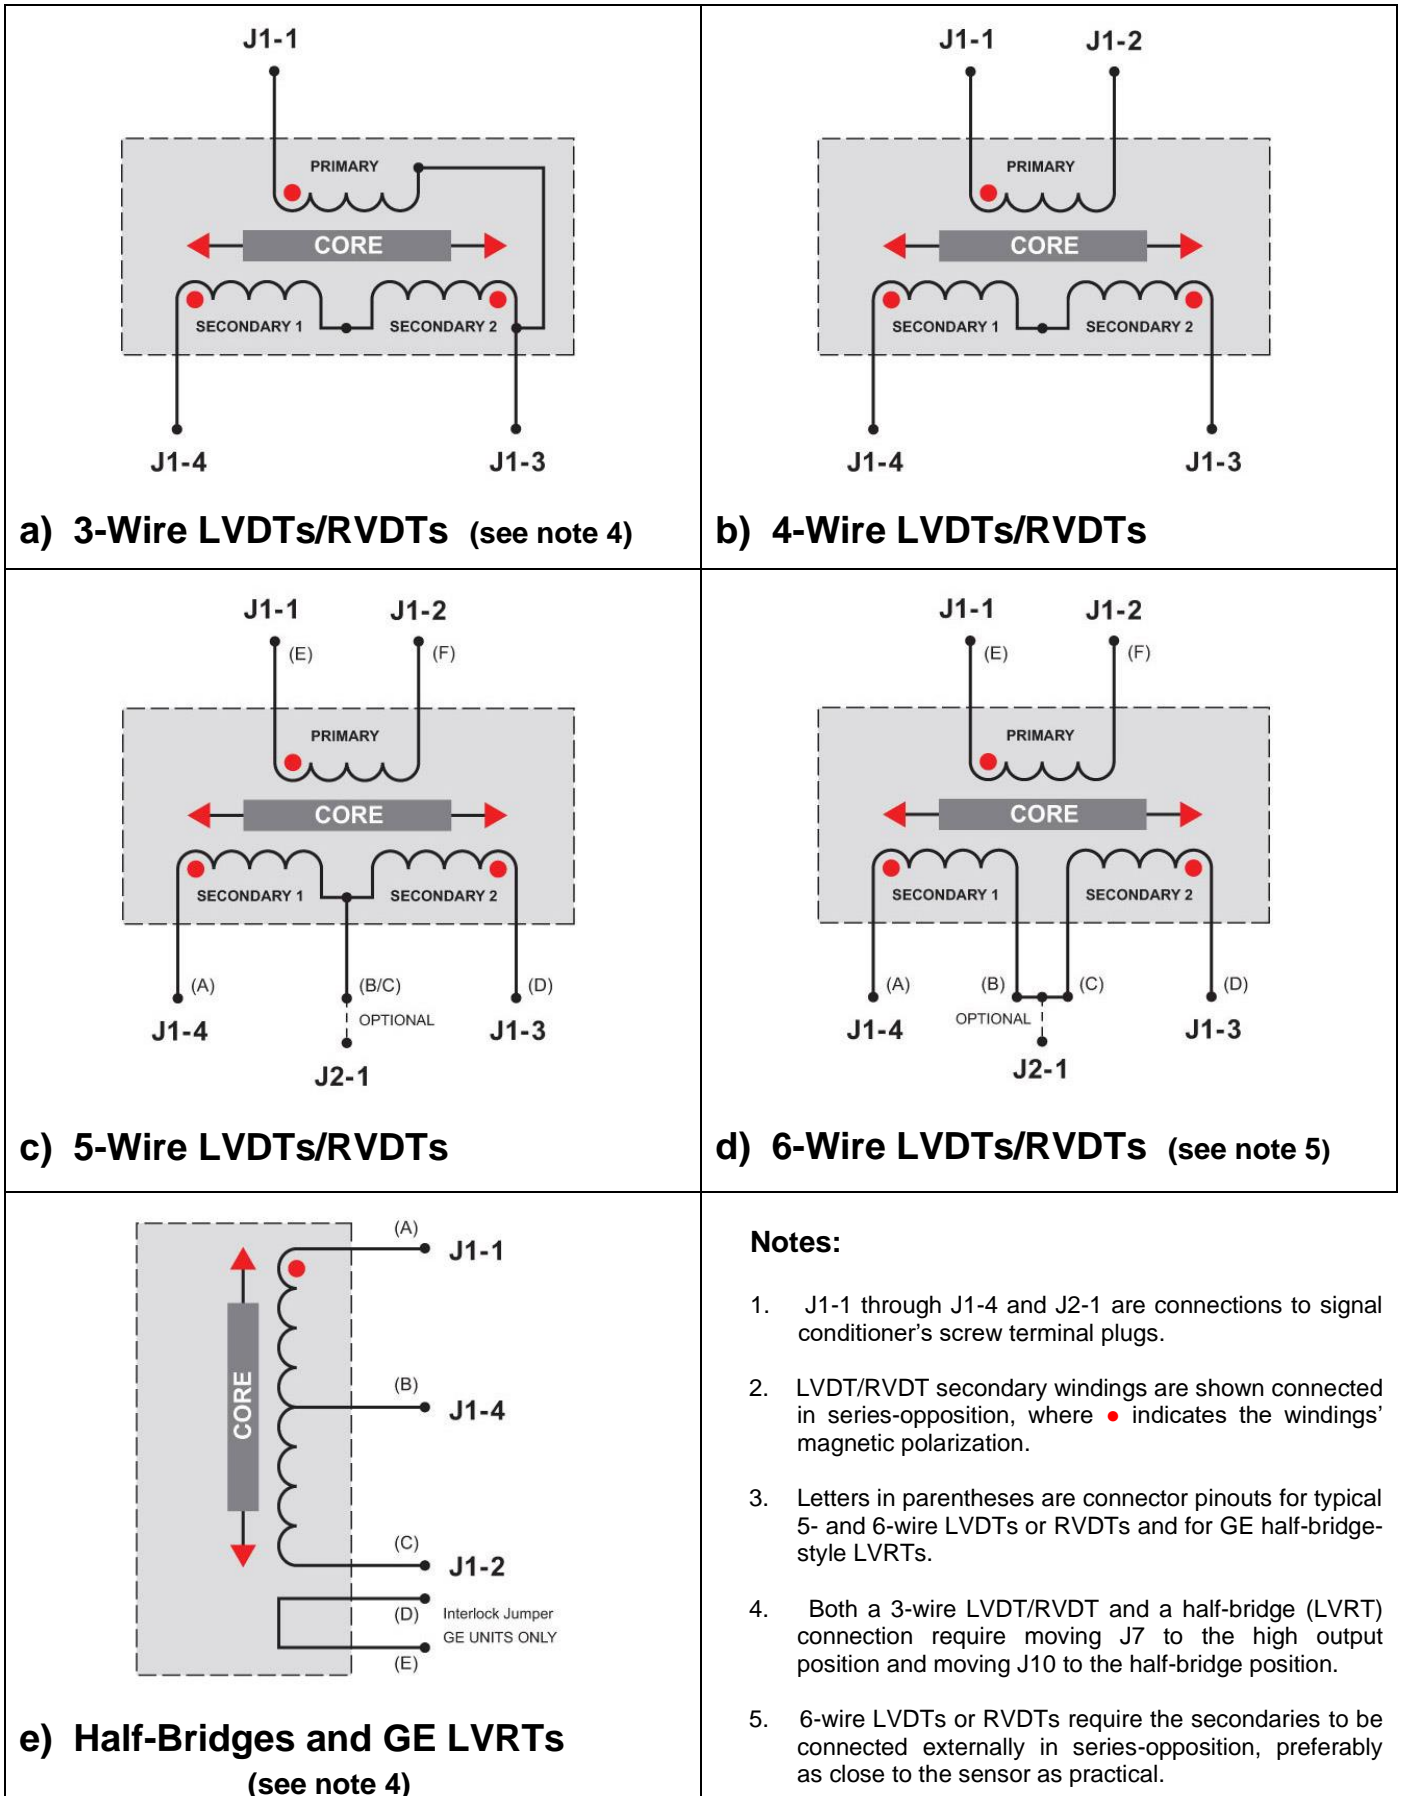 J1-1
PRIMARY
CORE
SECONDARY 1
SECONDARY 2
J1-4
J1-3
a) 3-Wire LVDTs/RVDTs (see note 4)
J1-1
J1-2
PRIMARY
CORE
SECONDARY 1
SECONDARY 2
J1-4
J1-3
b) 4-Wire LVDTs/RVDTs
J1-1
J1-2
(E)
(F)
PRIMARY
CORE
SECONDARY 1
SECONDARY 2
(A)
(B/C)
(D)
OPTIONAL
J1-4
J1-3
J2-1
c) 5-Wire LVDTs/RVDTs
J1-1
J1-2
(E)
(F)
PRIMARY
CORE
SECONDARY 1
SECONDARY 2
(A)
(B)
(C)
(D)
OPTIONAL
J1-4
J1-3
J2-1
d) 6-Wire LVDTs/RVDTs (see note 5)
(A)
J1-1
CORE
(B)
J1-4
(C)
J1-2
(D)
Interlock Jumper
GE UNITS ONLY
(E)
e) Half-Bridges and GE LVRTs
(see note 4)
Notes:
1. J1-1 through J1-4 and J2-1 are connections to signal
conditioner’s screw terminal plugs.
2. LVDT/RVDT secondary windings are shown connected
in series-opposition, where ● indicates the windings’
magnetic polarization.
3. Letters in parentheses are connector pinouts for typical
5- and 6-wire LVDTs or RVDTs and for GE half-bridge-
style LVRTs.
4. Both a 3-wire LVDT/RVDT and a half-bridge (LVRT)
connection require moving J7 to the high output
position and moving J10 to the half-bridge position.
5. 6-wire LVDTs or RVDTs require the secondaries to be
connected externally in series-opposition, preferably
as close to the sensor as practical.